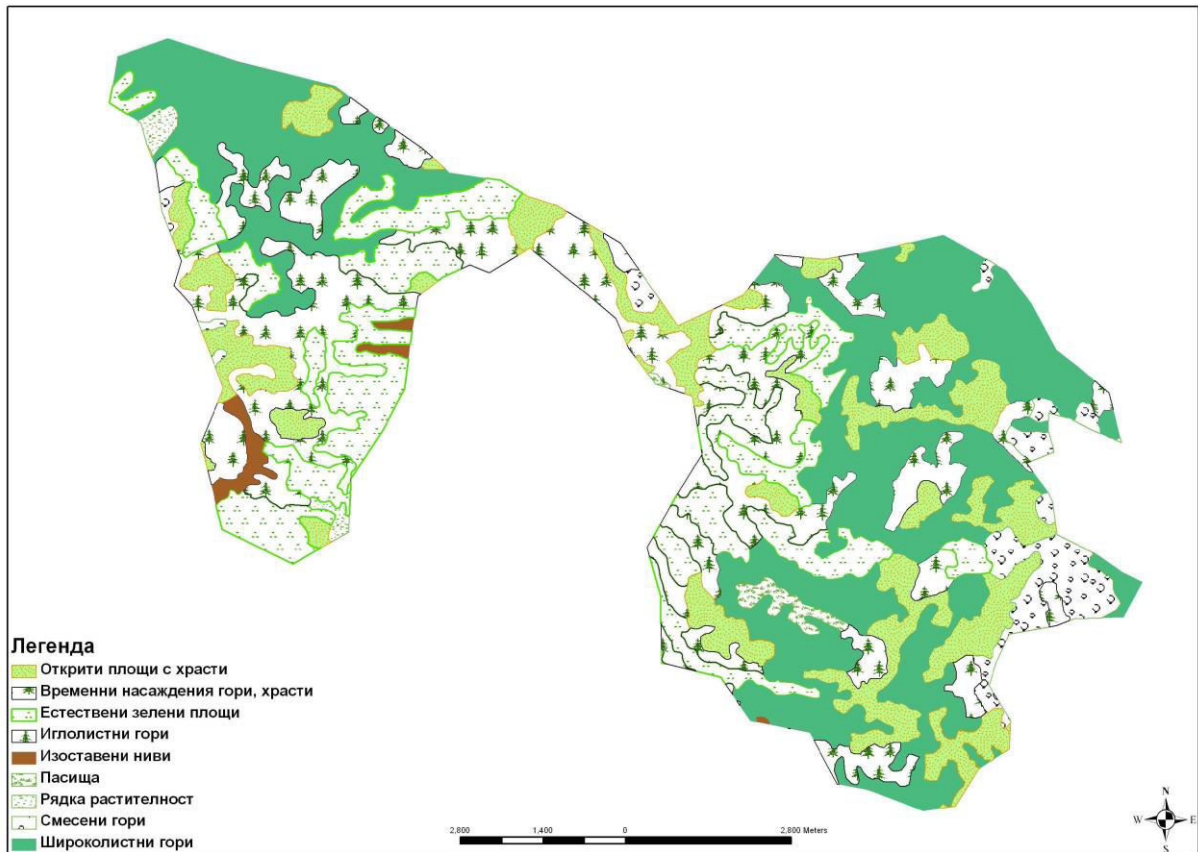 Легенда
Открити площи с храсти
Временни насаждения гори, храсти
Естествени зелени площи
Иглолистни гори
Изоставени ниви
Пасища
Рядка растителност
Смесени гори
Широколистни гори
2,800 1,400 0 2,800 Meters
N
W E
S